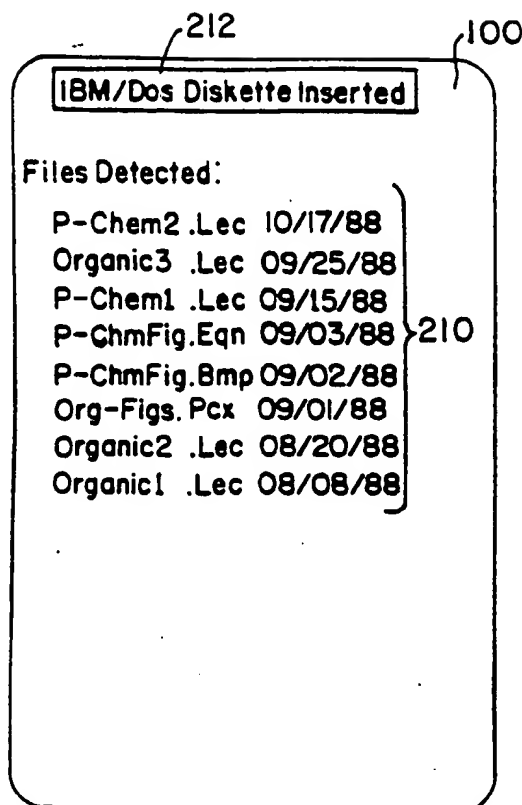 212
100
IBM/Dos Diskette Inserted
Files Detected:
P-Chem2 .Lec 10/17/88
Organic3 .Lec 09/25/88
P-Chem1 .Lec 09/15/88
P-ChmFig.Eqn 09/03/88
210
P-ChmFig.Bmp 09/02/88
Org-Figs. Pcx 09/01/88
Organic2 .Lec 08/20/88
Organic1 .Lec 08/08/88